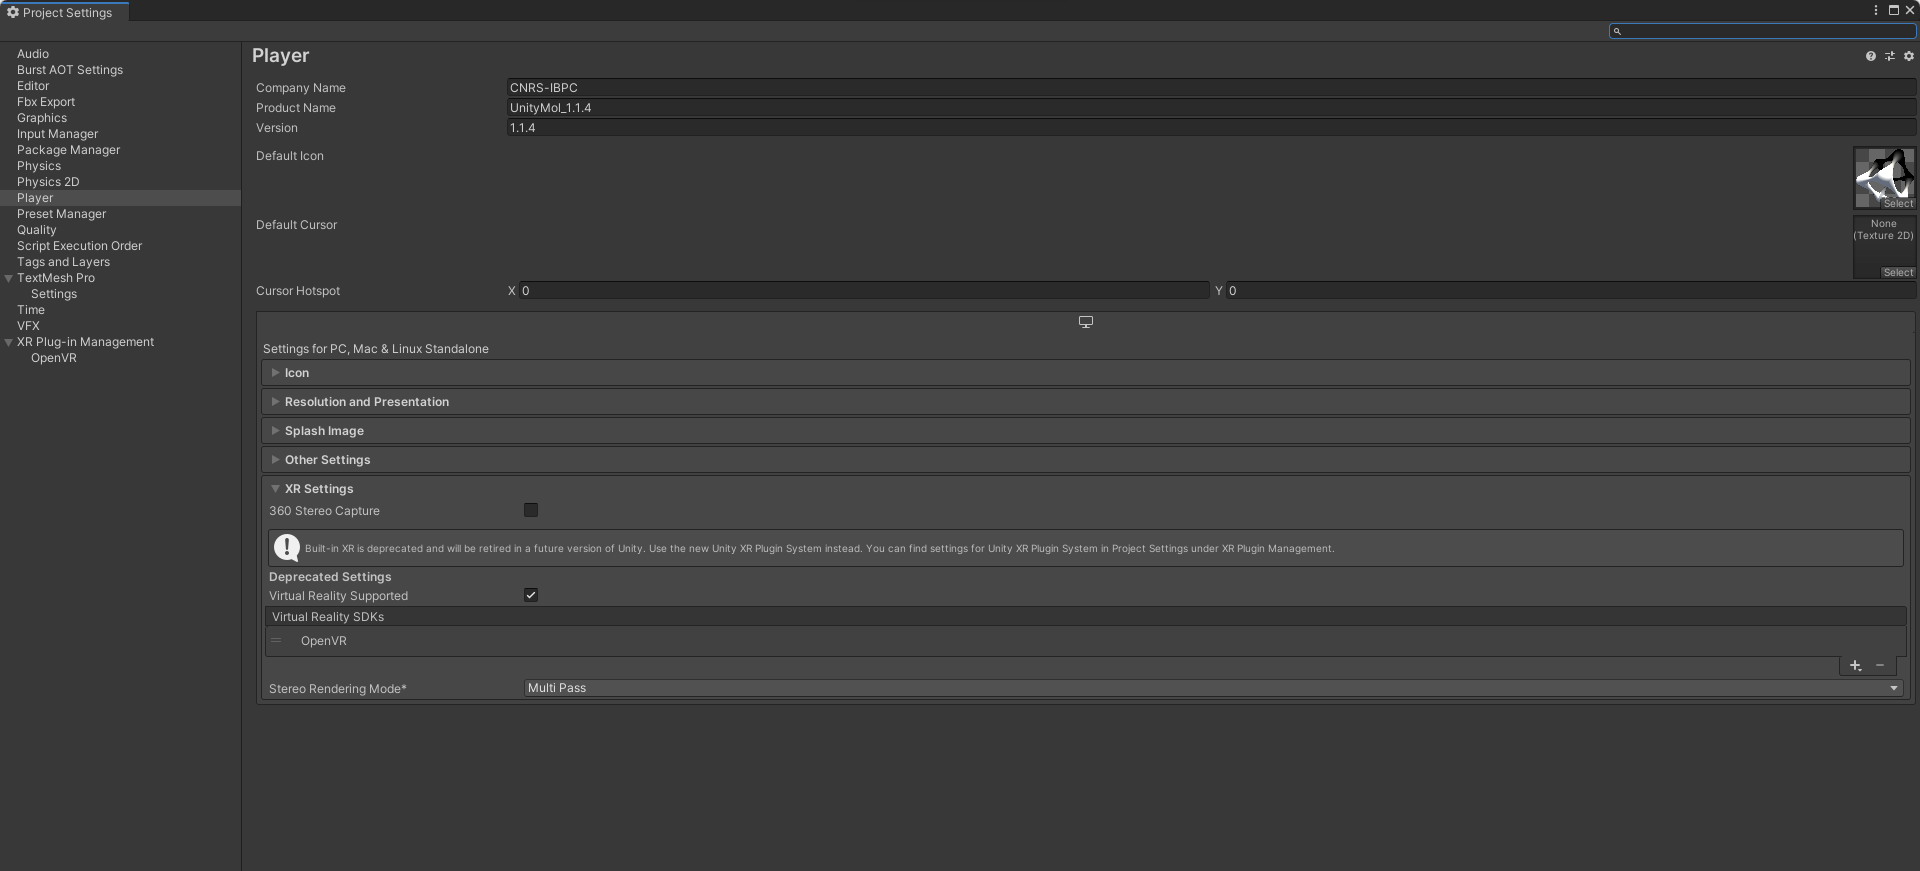 Project Settings
Audio
Burst AOT Settings
Editor
Fbx Export
Graphics
Input Manager
Package Manager
Physics
Physics 2D
Player
Preset Manager
Quality
Script Execution Order
Tags and Layers
TextMesh Pro
Settings
Time
VFX
XR Plug-in Management
OpenVR
Player
Company Name CNRS-IBPC
Product Name UnityMol_1.1.4
Version 1.1.4
Default Icon
Select
Default Cursor
None
(Texture 2D)
Select
Cursor Hotspot X 0 Y 0
Settings for PC, Mac & Linux Standalone
Icon
Resolution and Presentation
Splash Image
Other Settings
XR Settings
360 Stereo Capture
Built-in XR is deprecated and will be retired in a future version of Unity. Use the new Unity XR Plugin System instead. You can find settings for Unity XR Plugin System in Project Settings under XR Plugin Management.
Deprecated Settings
Virtual Reality Supported
Virtual Reality SDKs
OpenVR
Stereo Rendering Mode* Multi Pass